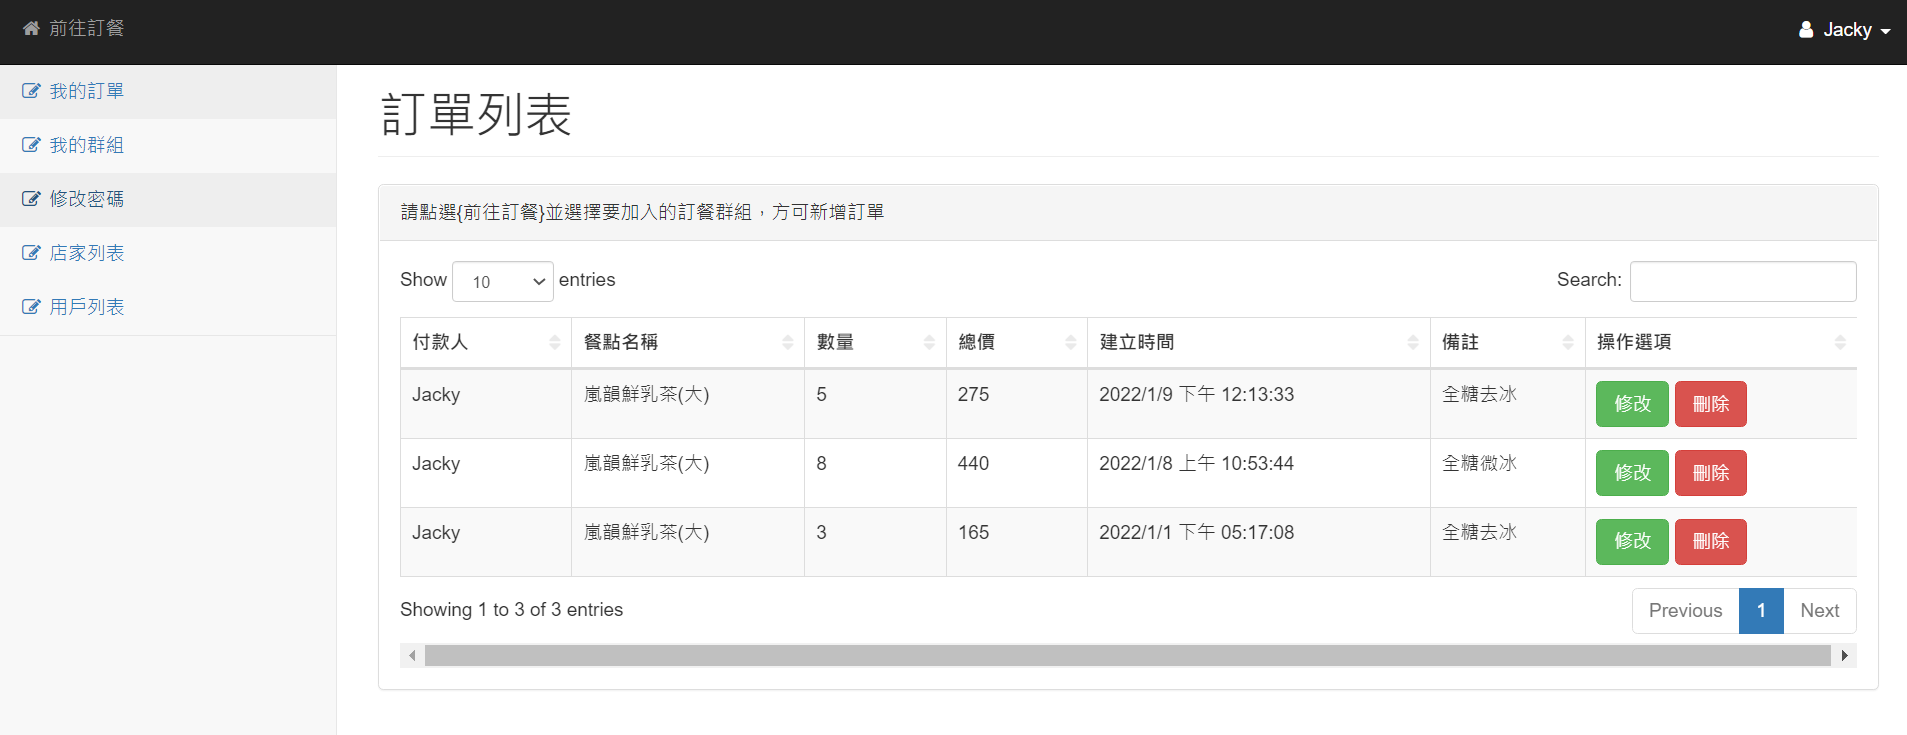 前往訂餐
Jacky
我的訂單
我的群組
修改密碼
店家列表
用戶列表
訂單列表
請點選{前往訂餐}並選擇要加入的訂餐群組，方可新增訂單
Show 10 entries
Search:
付款人 餐點名稱 數量 總價 建立時間 備註 操作選項
Jacky 嵐韻鮮乳茶(大) 5 275 2022/1/9 下午 12:13:33 全糖去冰 修改 刪除
Jacky 嵐韻鮮乳茶(大) 8 440 2022/1/8 上午 10:53:44 全糖微冰 修改 刪除
Jacky 嵐韻鮮乳茶(大) 3 165 2022/1/1 下午 05:17:08 全糖去冰 修改 刪除
Showing 1 to 3 of 3 entries
Previous 1 Next